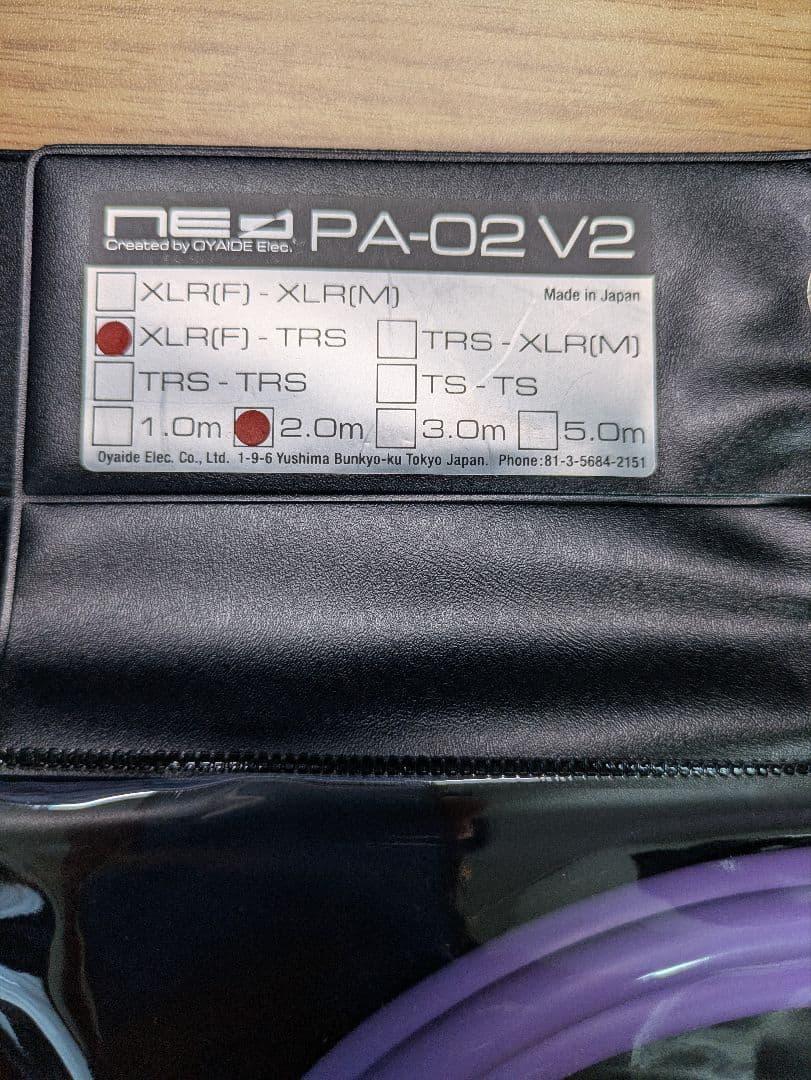 NEO PA-02 V2
Created by OYAIDE Elec.
XLR(F) - XLR(M) Made in Japan
XLR(F) - TRS TRS - XLR(M)
TRS - TRS TS - TS
1.0m 2.0m 3.0m 5.0m
Oyaide Elec. Co., Ltd. 1-9-6 Yushima Bunkyo-ku Tokyo Japan. Phone:81-3-5684-2151